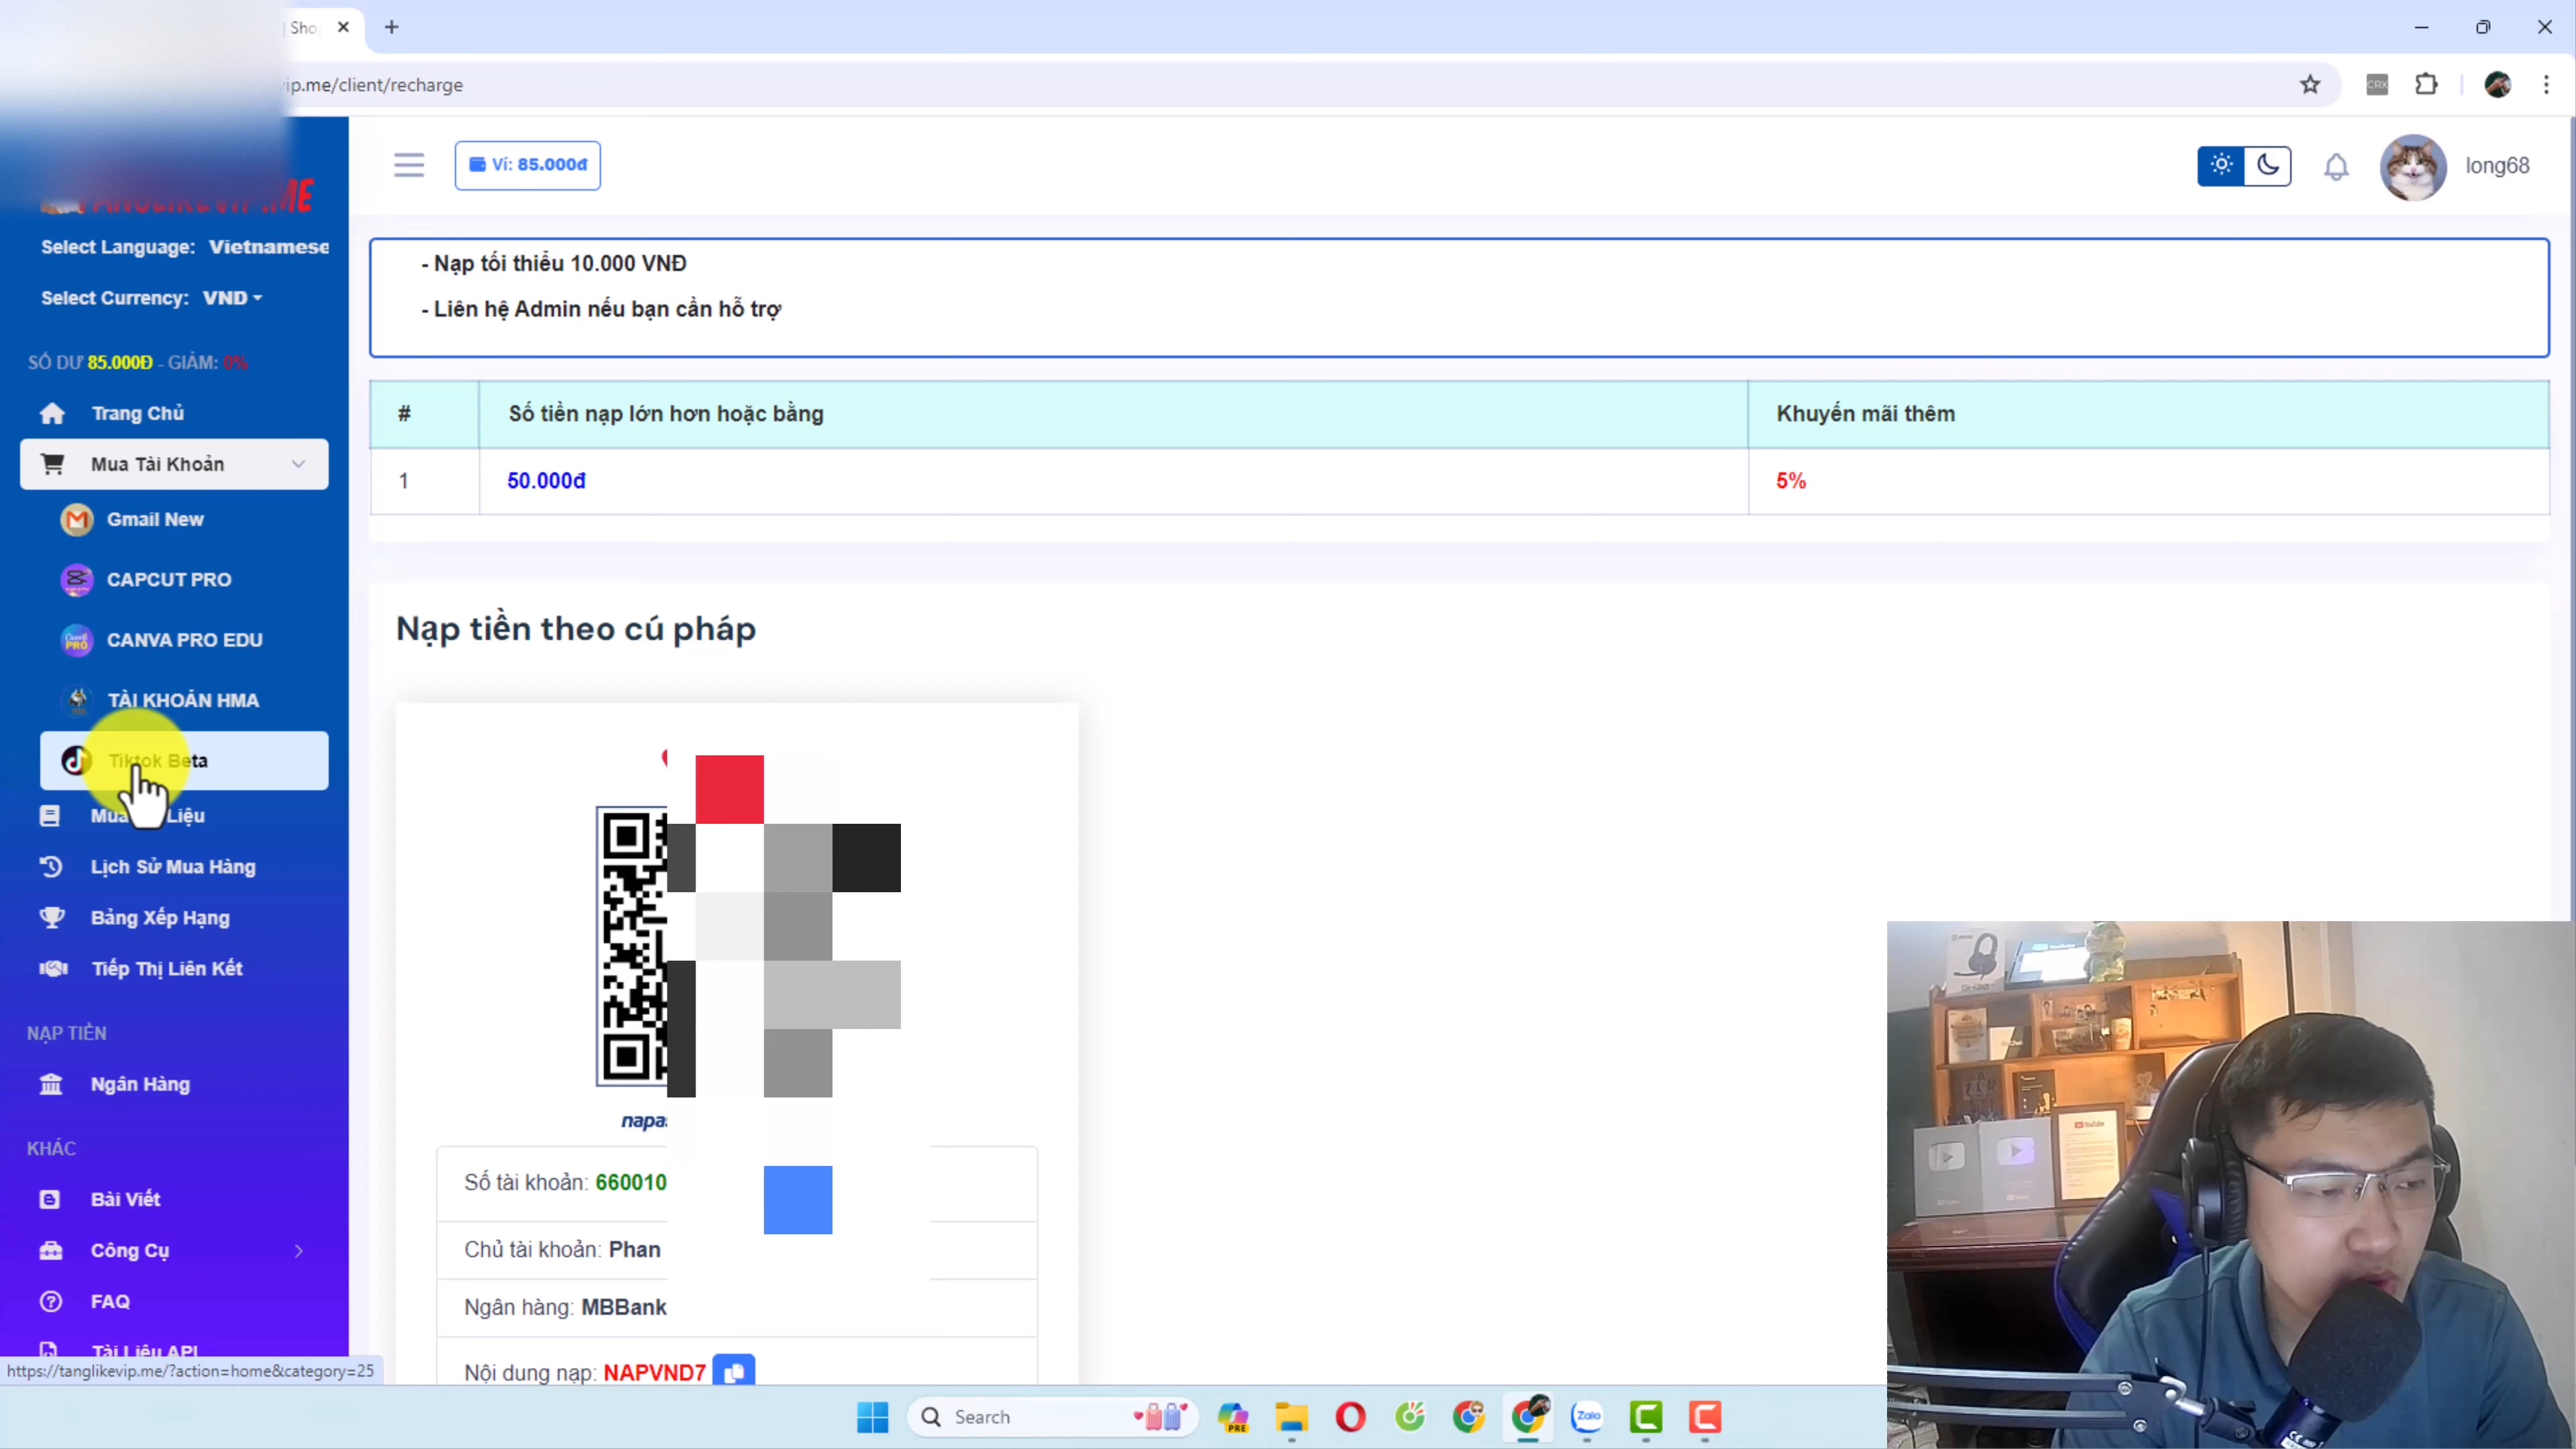 Sho
ip.me/client/recharge
CRX
Ví: 85.000đ
long68
Select Language: Vietnamese
Select Currency: VND
SỐ DƯ 85.000Đ - GIẢM: 0%
Trang Chủ
Mua Tài Khoản
Gmail New
CAPCUT PRO
CANVA PRO EDU
TÀI KHOẢN HMA
Tiktok Beta
Mua Liệu
Lịch Sử Mua Hàng
Bảng Xếp Hạng
Tiếp Thị Liên Kết
NẠP TIỀN
Ngân Hàng
KHÁC
Bài Viết
Công Cụ
FAQ
Tài Liệu API
https://tanglikevip.me/?action=home&category=25
- Nạp tối thiểu 10.000 VNĐ
- Liên hệ Admin nếu bạn cần hỗ trợ
# Số tiền nạp lớn hơn hoặc bằng Khuyến mãi thêm
1 50.000đ 5%
Nạp tiền theo cú pháp
napas
Số tài khoản: 660010
Chủ tài khoản: Phan
Ngân hàng: MBBank
Nội dung nạp: NAPVND7
Search
PRE
Zalo